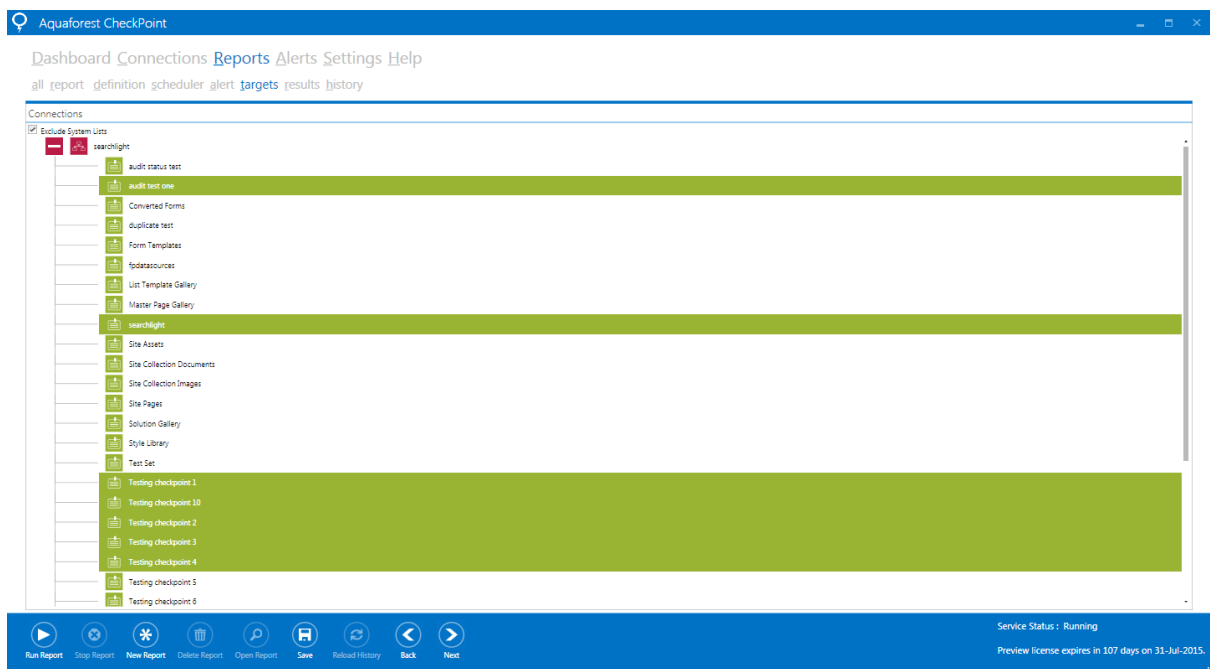 Aquaforest CheckPoint
Dashboard Connections Reports Alerts Settings Help
all report definition scheduler alert targets results history
Connections
Exclude System Lists
searchlight
audit status test
audit test one
Converted Forms
duplicate test
Form Templates
fpdatasources
List Template Gallery
Master Page Gallery
searchlight
Site Assets
Site Collection Documents
Site Collection Images
Site Pages
Solution Gallery
Style Library
Test Set
Testing checkpoint 1
Testing checkpoint 10
Testing checkpoint 2
Testing checkpoint 3
Testing checkpoint 4
Testing checkpoint 5
Testing checkpoint 6
Run Report Stop Report New Report Delete Report Open Report Save Reload History Back Next
Service Status : Running
Preview license expires in 107 days on 31-Jul-2015.